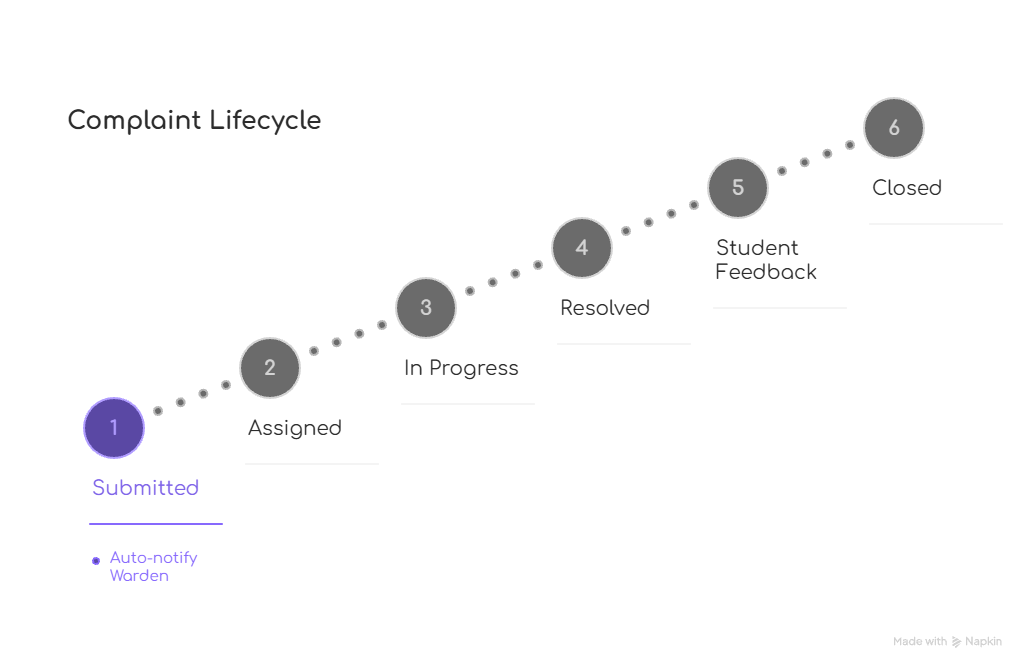 Complaint Lifecycle
1
Submitted
Auto-notify
Warden
2
Assigned
3
In Progress
4
Resolved
5
Student
Feedback
6
Closed
Made with Napkin